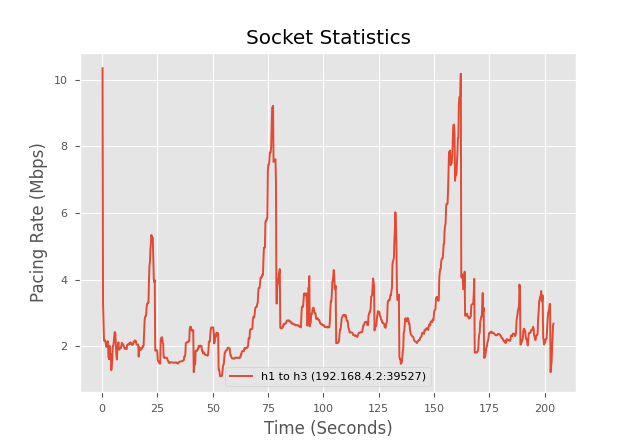 Socket Statistics
Pacing Rate (Mbps)
10
8
6
4
2
h1 to h3 (192.168.4.2:39527)
0 25 50 75 100 125 150 175 200
Time (Seconds)